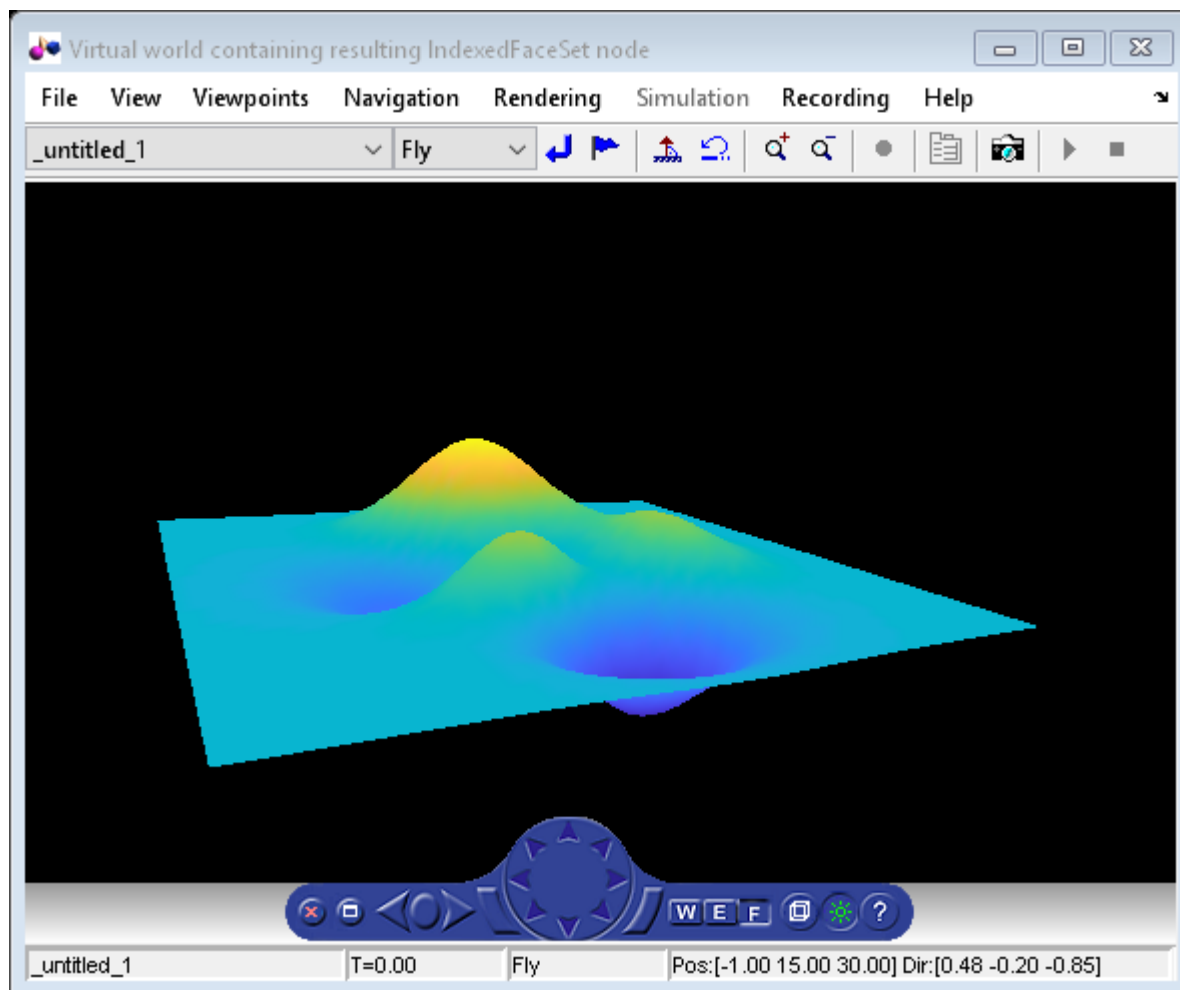 Virtual world containing resulting IndexedFaceSet node
File View Viewpoints Navigation Rendering Simulation Recording Help
_untitled_1 Fly
W E F ?
_untitled_1 T=0.00 Fly Pos:[-1.00 15.00 30.00] Dir:[0.48 -0.20 -0.85]